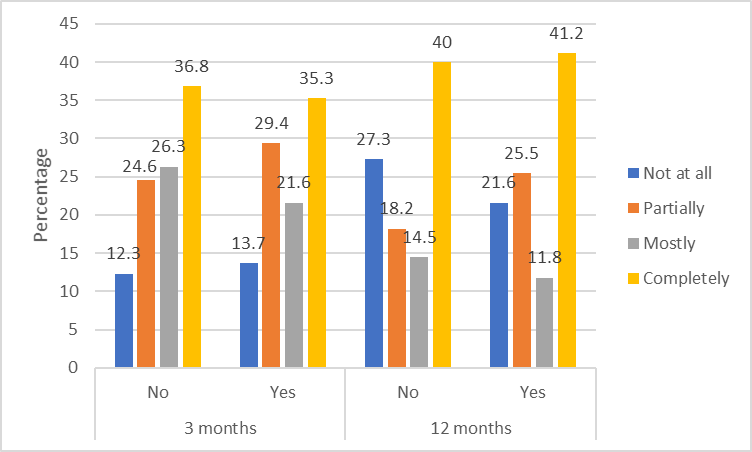 45
40
35
30
25
20
15
10
5
0
Percentage
12.3
24.6
26.3
36.8
13.7
29.4
21.6
35.3
27.3
18.2
14.5
40
21.6
25.5
11.8
41.2
No
Yes
No
Yes
3 months
12 months
Not at all
Partially
Mostly
Completely